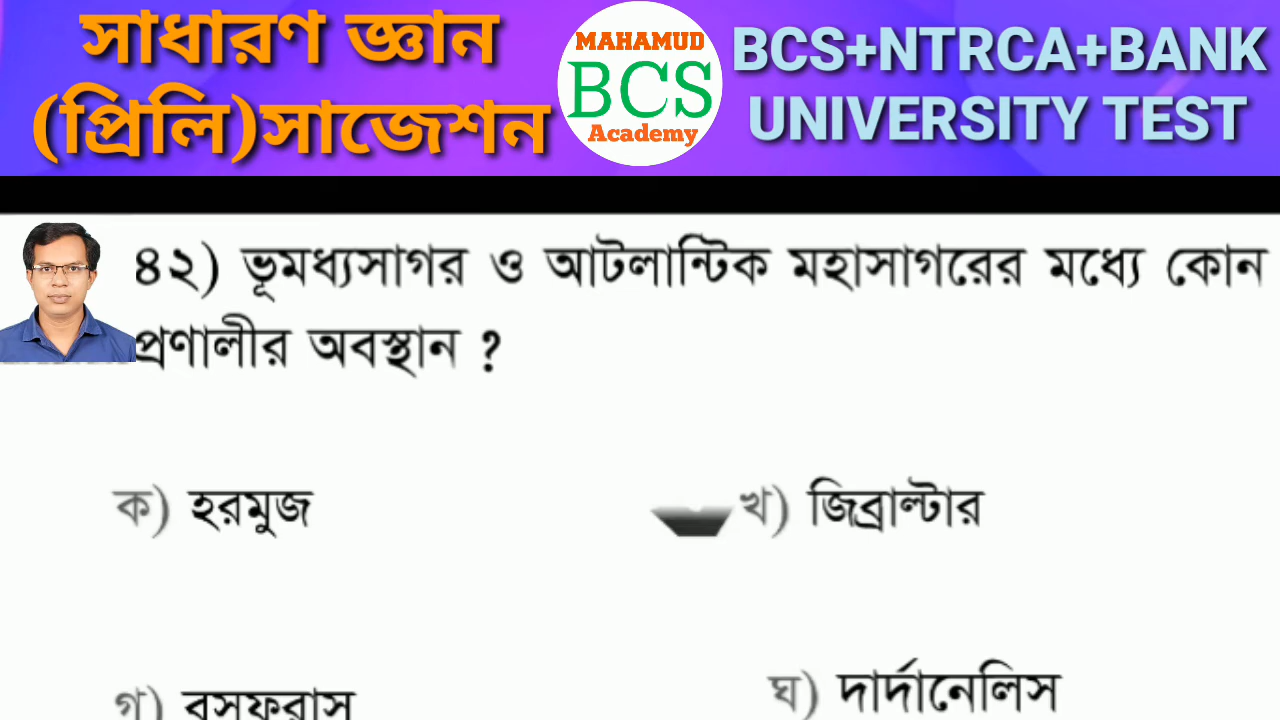 সাধারণ জ্ঞান
(প্রিলি)সাজেশন
MAHAMUD
BCS
Academy
BCS+NTRCA+BANK
UNIVERSITY TEST
৪২) ভূমধ্যসাগর ও আটলান্টিক মহাসাগরের মধ্যে কোন
প্রণালীর অবস্থান ?
ক) হরমুজ
খ) জিব্রাল্টার
গ) বসফরাস
ঘ) দার্দানেলিস